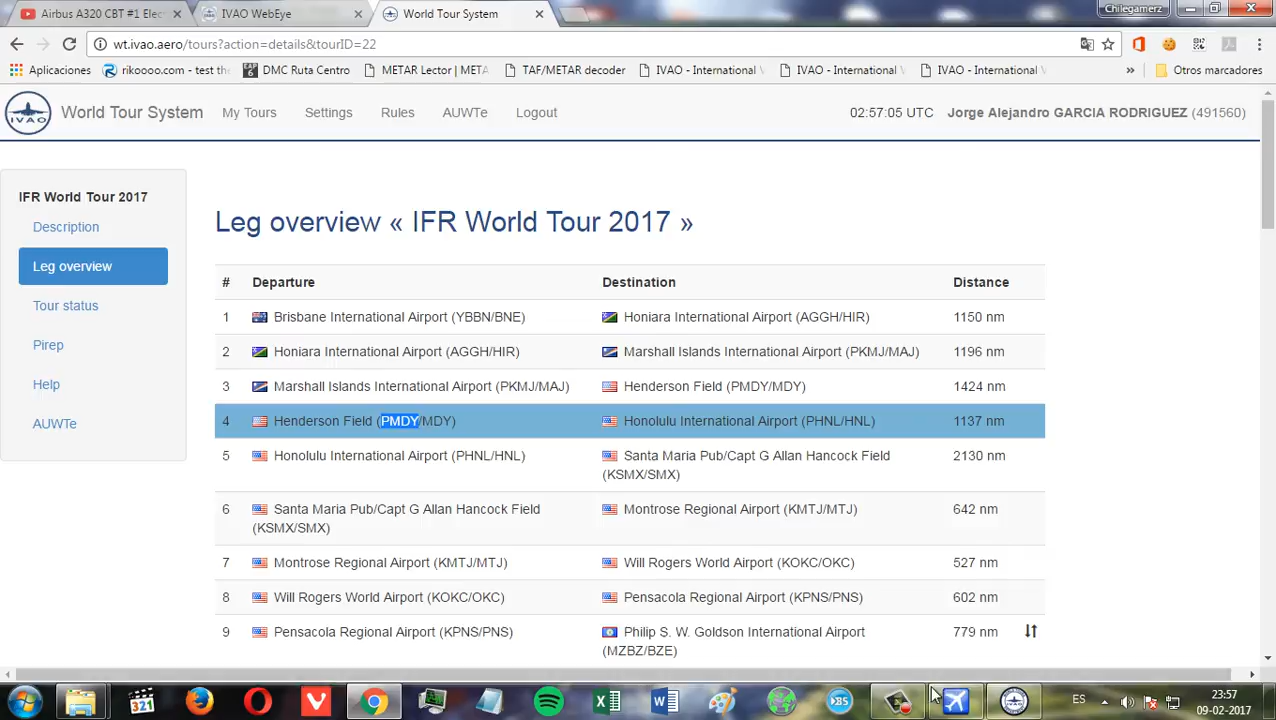 Airbus A320 CBT #1 Elec
IVAO WebEye
World Tour System
Chilegamerz
wt.ivao.aero/tours?action=details&tourID=22
Aplicaciones
rikoooo.com - test the
DMC Ruta Centro
METAR Lector | META
TAF/METAR decoder
IVAO - International V
IVAO - International V
IVAO - International V
»
Otros marcadores
IVAO
World Tour System
My Tours
Settings
Rules
AUWTe
Logout
02:57:05 UTC
Jorge Alejandro GARCIA RODRIGUEZ (491560)
IFR World Tour 2017
Description
Leg overview
Tour status
Pirep
Help
AUWTe
Leg overview « IFR World Tour 2017 »
# Departure Destination Distance
1 Brisbane International Airport (YBBN/BNE) Honiara International Airport (AGGH/HIR) 1150 nm
2 Honiara International Airport (AGGH/HIR) Marshall Islands International Airport (PKMJ/MAJ) 1196 nm
3 Marshall Islands International Airport (PKMJ/MAJ) Henderson Field (PMDY/MDY) 1424 nm
4 Henderson Field (PMDY/MDY) Honolulu International Airport (PHNL/HNL) 1137 nm
5 Honolulu International Airport (PHNL/HNL) Santa Maria Pub/Capt G Allan Hancock Field 2130 nm
(KSMX/SMX)
6 Santa Maria Pub/Capt G Allan Hancock Field Montrose Regional Airport (KMTJ/MTJ) 642 nm
(KSMX/SMX)
7 Montrose Regional Airport (KMTJ/MTJ) Will Rogers World Airport (KOKC/OKC) 527 nm
8 Will Rogers World Airport (KOKC/OKC) Pensacola Regional Airport (KPNS/PNS) 602 nm
9 Pensacola Regional Airport (KPNS/PNS) Philip S. W. Goldson International Airport 779 nm
(MZBZ/BZE)
321
ES
23:57
09-02-2017